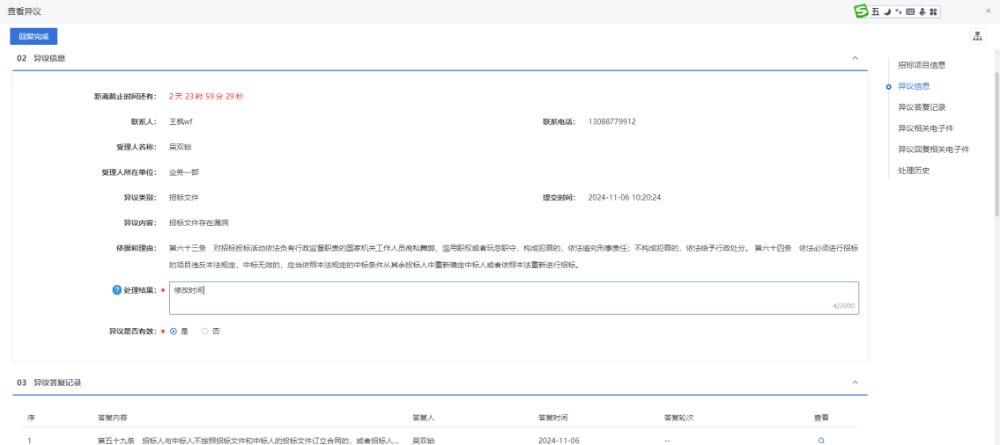 查看异议
五
回复完成
02 异议信息
招标项目信息
异议信息
异议答复记录
异议相关电子件
异议回复相关电子件
处理历史
距离截止时间还有： 2 天 23 时 59 分 29 秒
联系人： 王枫wf 联系电话： 13088779912
受理人名称： 吴双锁
受理人所在单位： 业务一部
异议类别： 招标文件 提交时间： 2024-11-06 10:20:24
异议内容： 招标文件存在漏洞
依据和理由： 第六十三条 对招标投标活动依法负有行政监督职责的国家机关工作人员徇私舞弊、滥用职权或者玩忽职守，构成犯罪的，依法追究刑事责任；不构成犯罪的，依法给予行政处分。 第六十四条 依法必须进行招标
的项目违反本法规定，中标无效的，应当依照本法规定的中标条件从其余投标人中重新确定中标人或者依照本法重新进行招标。
? 处理结果： * 修改时间
4/2000
异议是否有效： * 是 否
03 异议答复记录
序 答复内容 答复人 答复时间 答复轮次 查看
1 第五十九条 招标人与中标人不按照招标文件和中标人的投标文件订立合同的，或者招标人... 吴双锁 2024-11-06 --